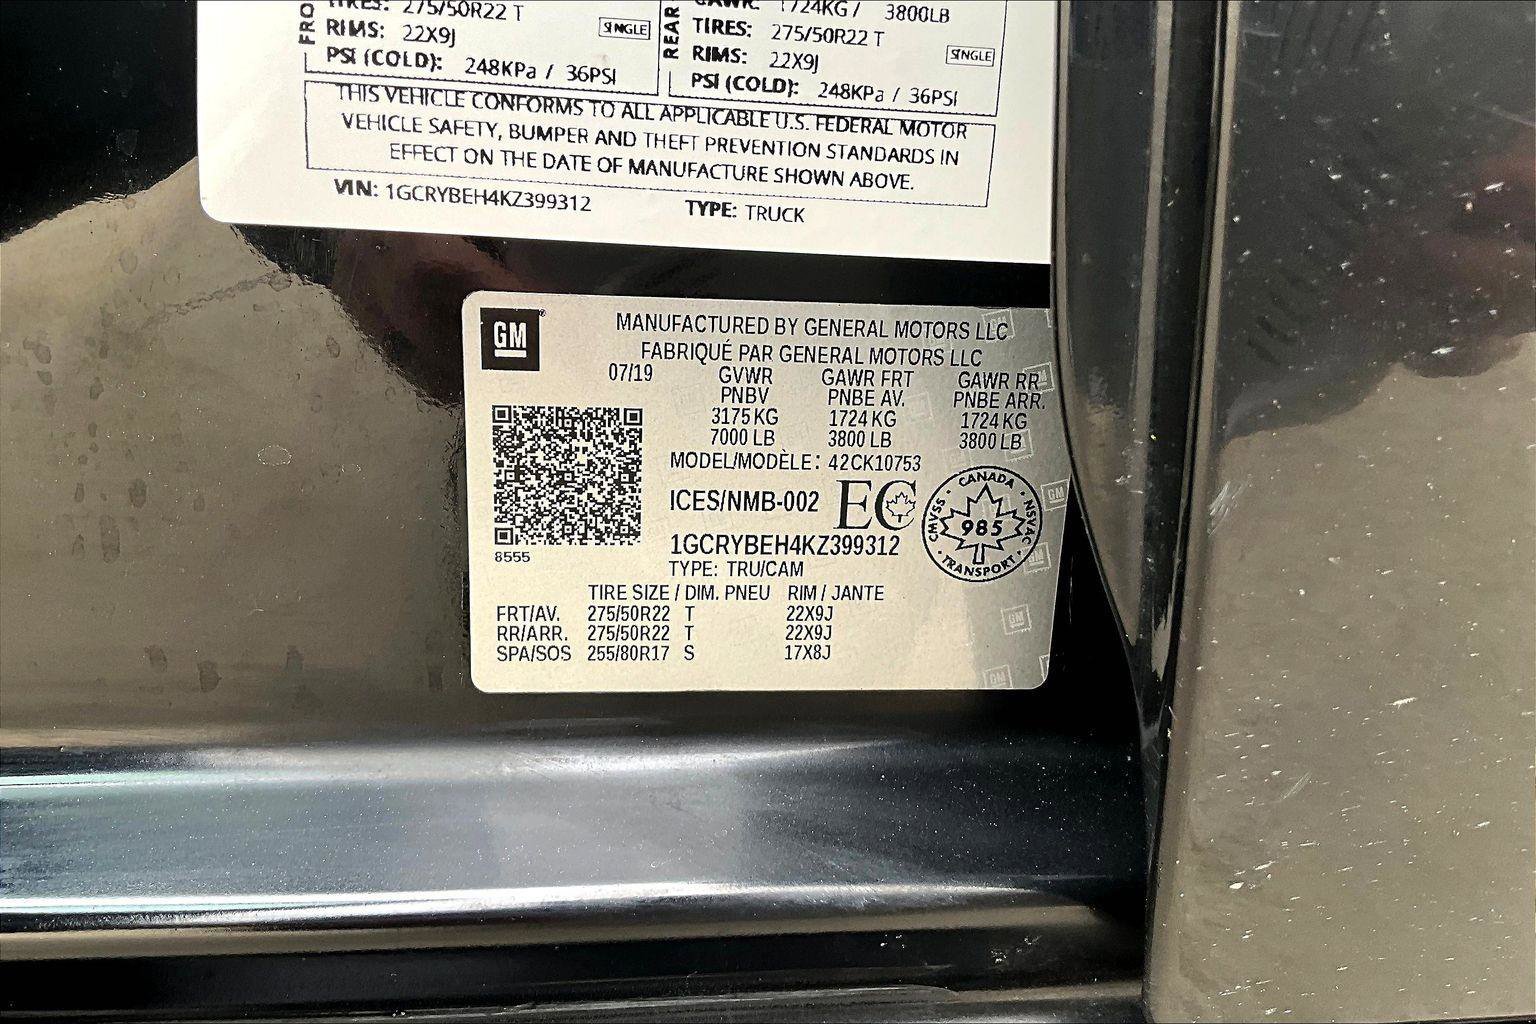 TIRES: 275/50R22 T
RIMS: 22X9J SINGLE
PSI (COLD): 248KPa / 36PSI
REAR
GAWR: 1724KG / 3800LB
TIRES: 275/50R22 T
RIMS: 22X9J SINGLE
PSI (COLD): 248KPa / 36PSI
THIS VEHICLE CONFORMS TO ALL APPLICABLE U.S. FEDERAL MOTOR
VEHICLE SAFETY, BUMPER AND THEFT PREVENTION STANDARDS IN
EFFECT ON THE DATE OF MANUFACTURE SHOWN ABOVE.
VIN: 1GCRYBEH4KZ399312 TYPE: TRUCK
GM
MANUFACTURED BY GENERAL MOTORS LLC
FABRIQUÉ PAR GENERAL MOTORS LLC
07/19 GVWR GAWR FRT GAWR RR
PNBV PNBE AV. PNBE ARR.
3175 KG 1724 KG 1724 KG
7000 LB 3800 LB 3800 LB
MODEL/MODÈLE: 42CK10753
ICES/NMB-002 EC
CANADA
CMVSS 985 NSVAC
TRANSPORT
8555
1GCRYBEH4KZ399312
TYPE: TRU/CAM
TIRE SIZE / DIM. PNEU RIM / JANTE
FRT/AV. 275/50R22 T 22X9J
RR/ARR. 275/50R22 T 22X9J
SPA/SOS 255/80R17 S 17X8J